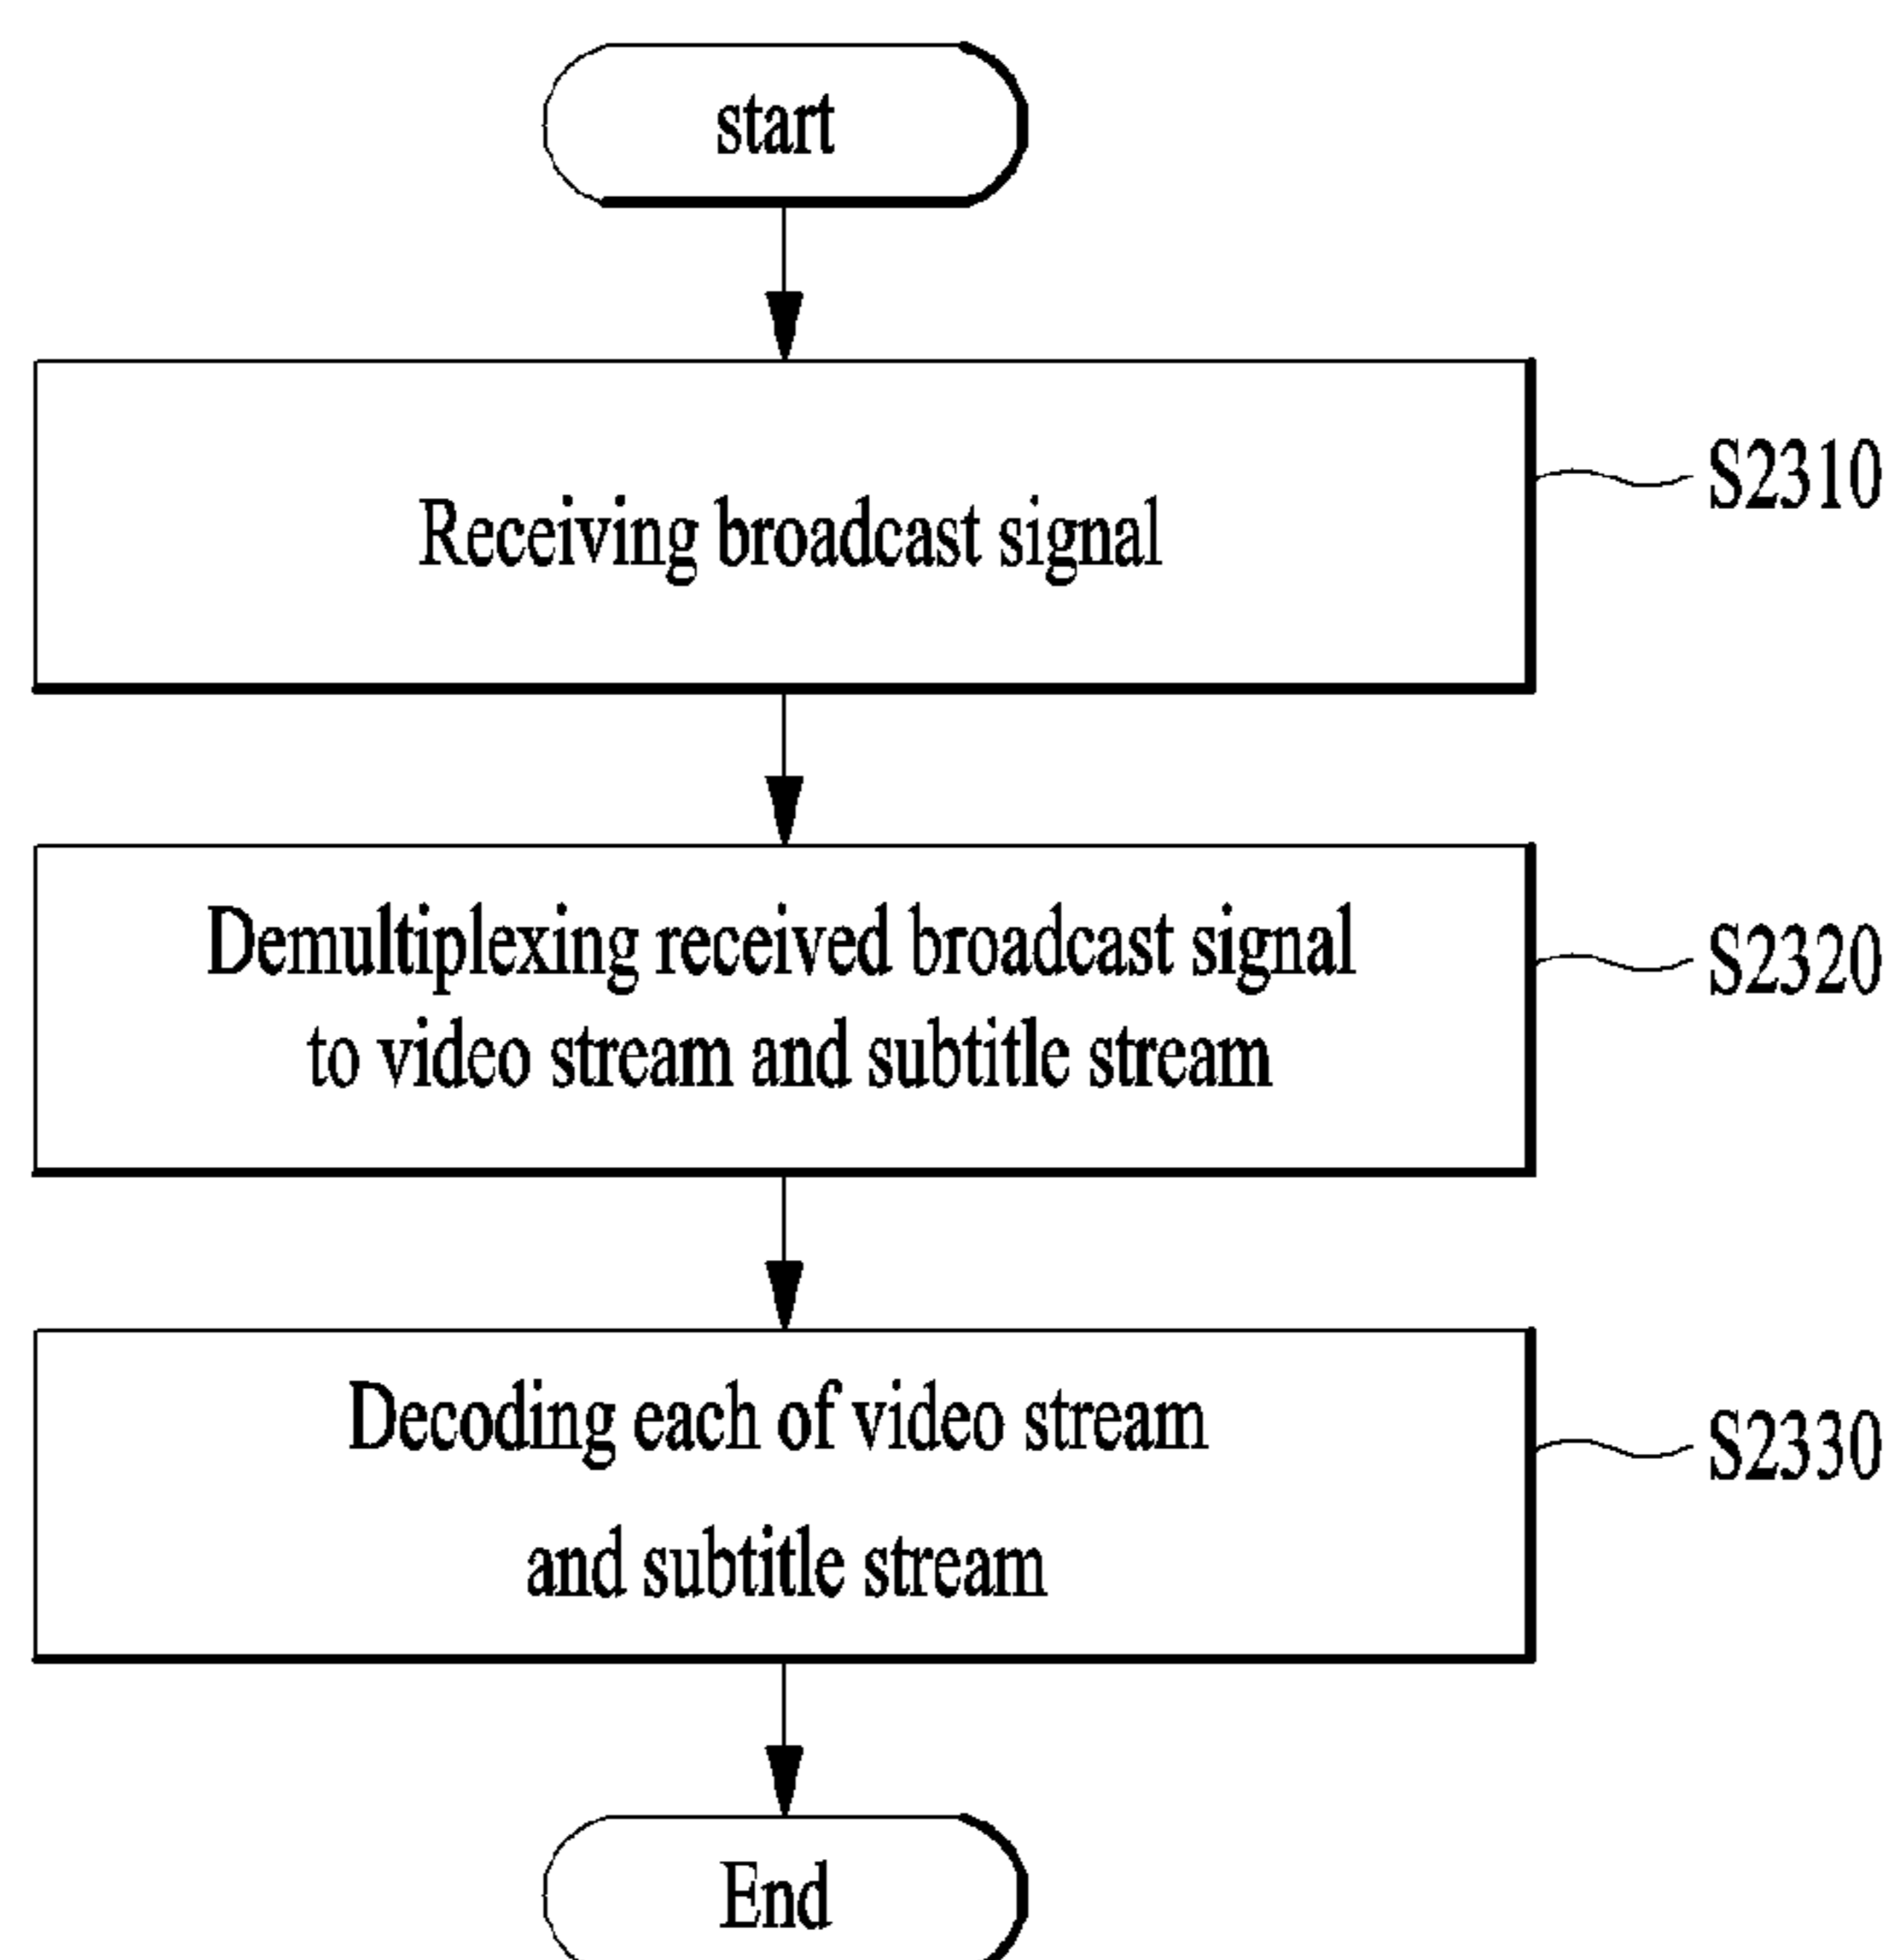 start
Receiving broadcast signal
S2310
Demultiplexing received broadcast signal
to video stream and subtitle stream
S2320
Decoding each of video stream
and subtitle stream
S2330
End